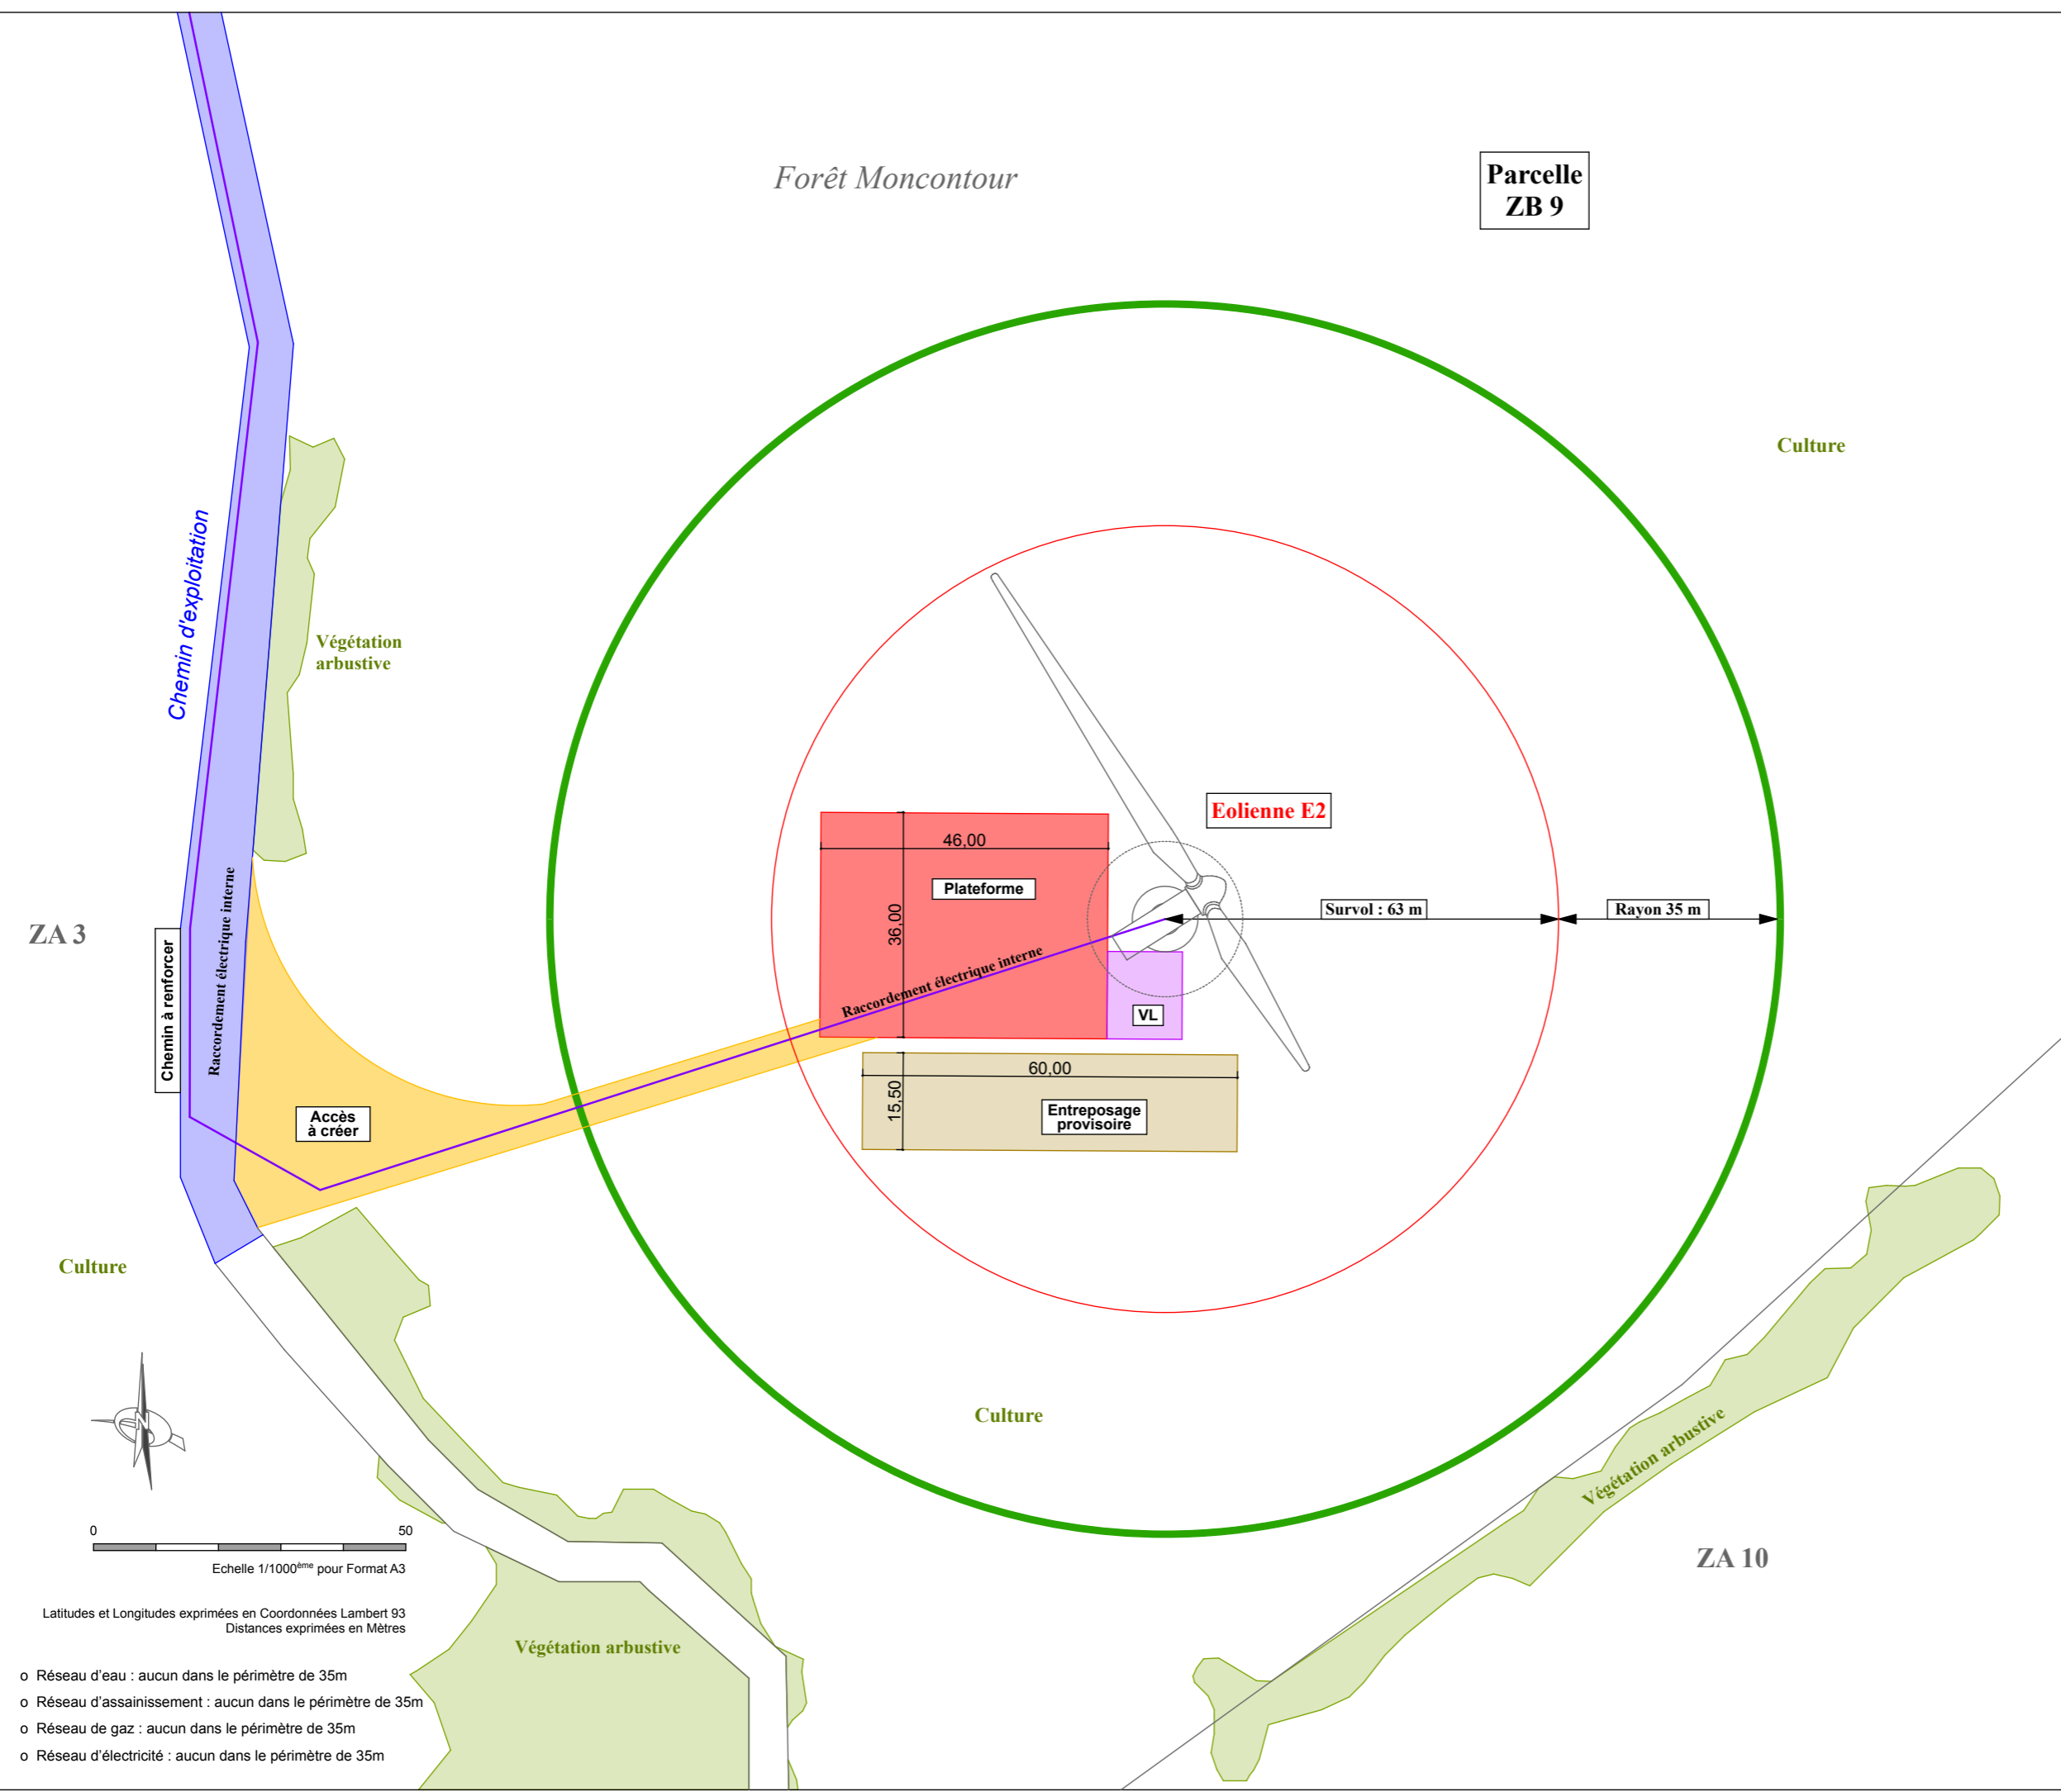 Forêt Moncontour
Parcelle
ZB 9
Culture
Chemin d'exploitation
Végétation
arbustive
Eolienne E2
46,00
Plateforme
36,00
Survol : 63 m
Rayon 35 m
Raccordement électrique interne
ZA 3
Chemin à renforcer
Raccordement électrique interne
VL
60,00
15,50
Entreposage
provisoire
Accès
à créer
Culture
Culture
N
Végétation arbustive
0 50
Echelle 1/1000ème pour Format A3
ZA 10
Latitudes et Longitudes exprimées en Coordonnées Lambert 93
Distances exprimées en Mètres
Végétation arbustive
o Réseau d'eau : aucun dans le périmètre de 35m
o Réseau d'assainissement : aucun dans le périmètre de 35m
o Réseau de gaz : aucun dans le périmètre de 35m
o Réseau d'électricité : aucun dans le périmètre de 35m